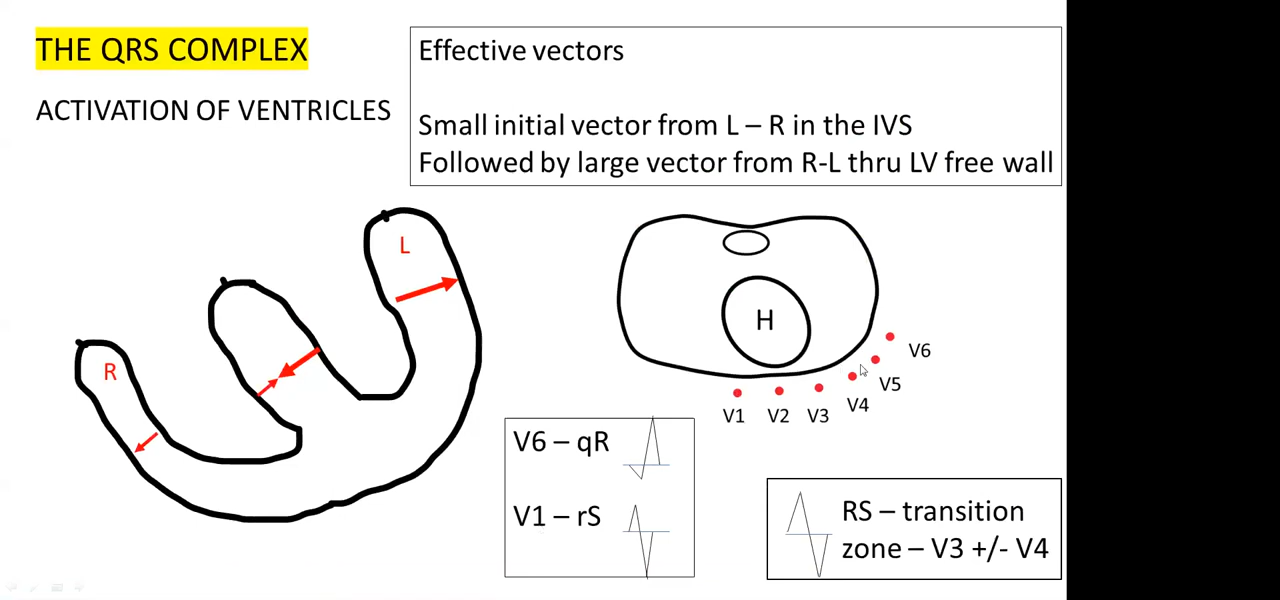 THE QRS COMPLEX
ACTIVATION OF VENTRICLES
Effective vectors
Small initial vector from L – R in the IVS
Followed by large vector from R-L thru LV free wall
L
R
H
V6
V5
V4
V3
V2
V1
V6 – qR
V1 – rS
RS – transition
zone – V3 +/- V4